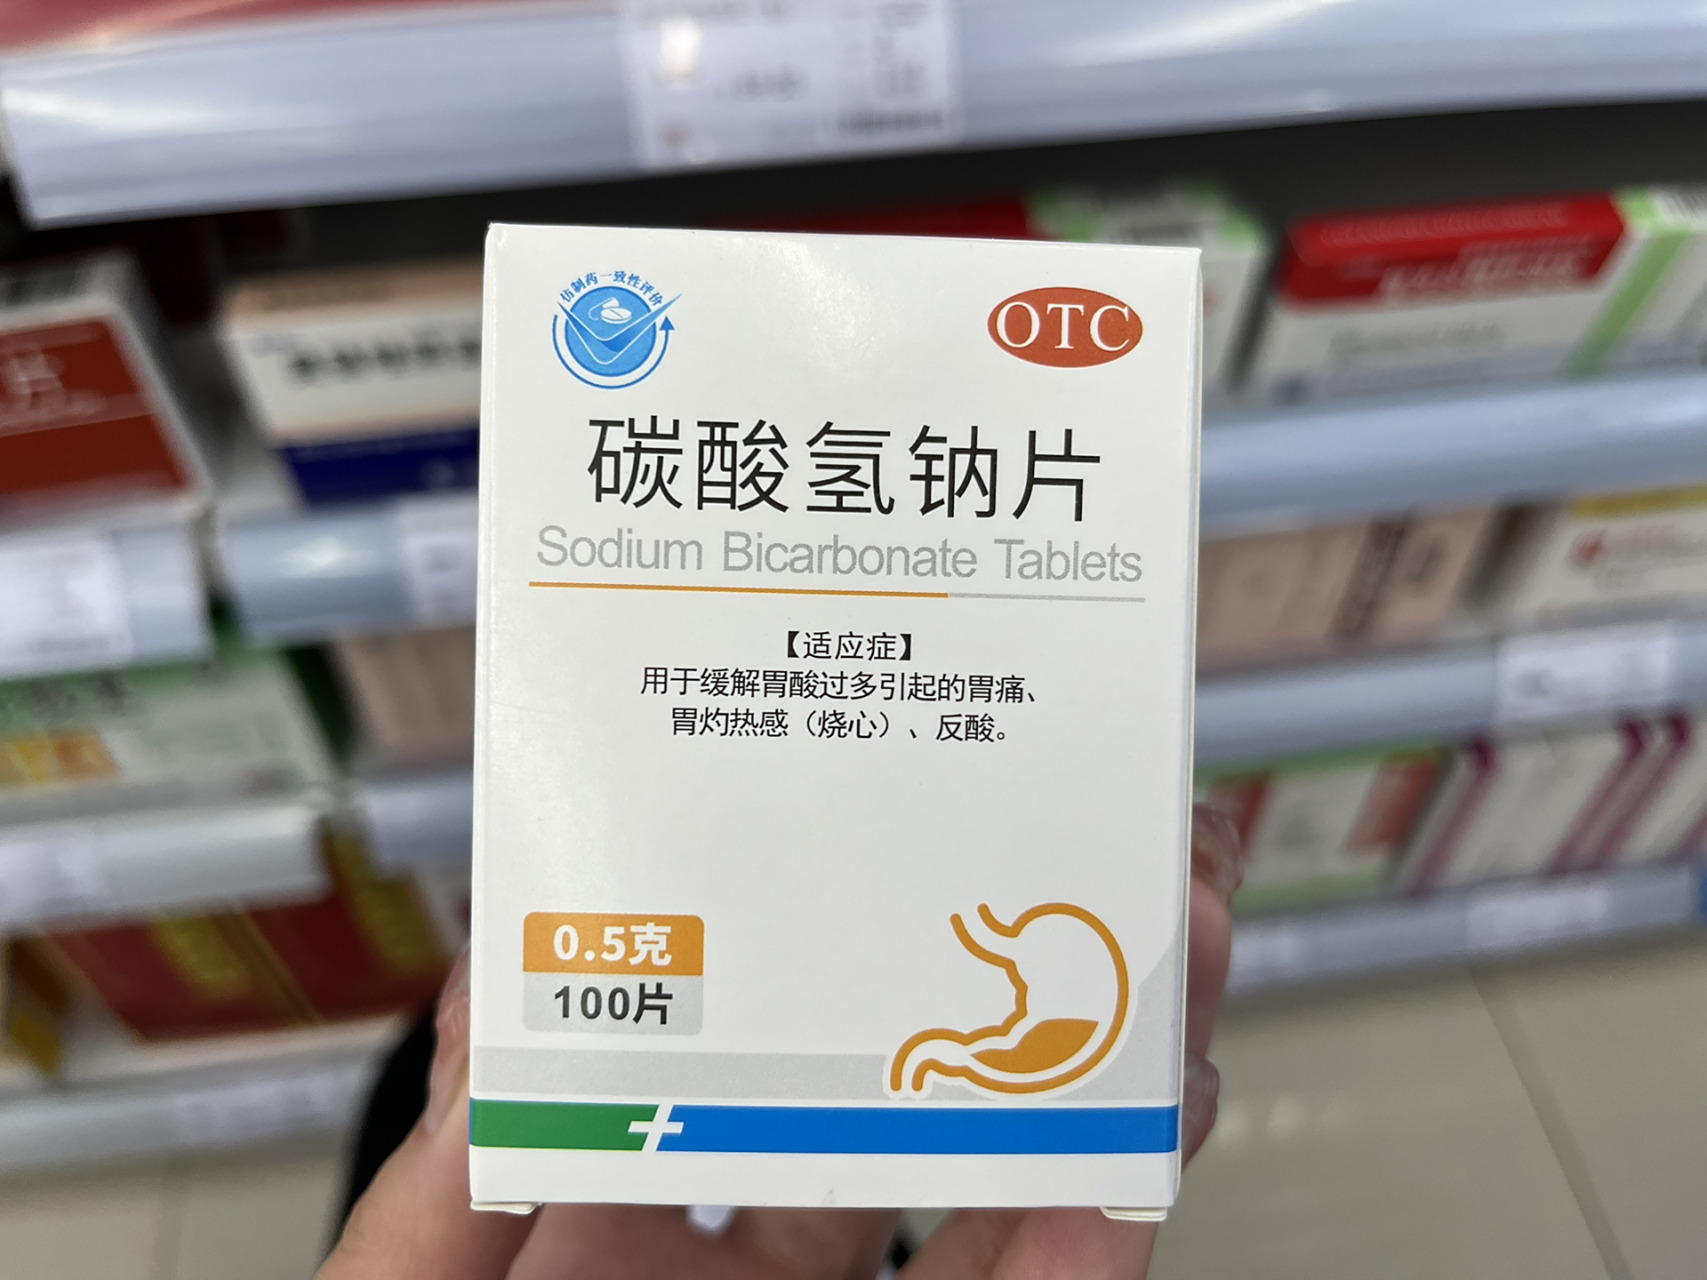 仿制药一致性评价
OTC
碳酸氢钠片
Sodium Bicarbonate Tablets
【适应症】
用于缓解胃酸过多引起的胃痛、
胃灼热感（烧心）、反酸。
0.5克
100片